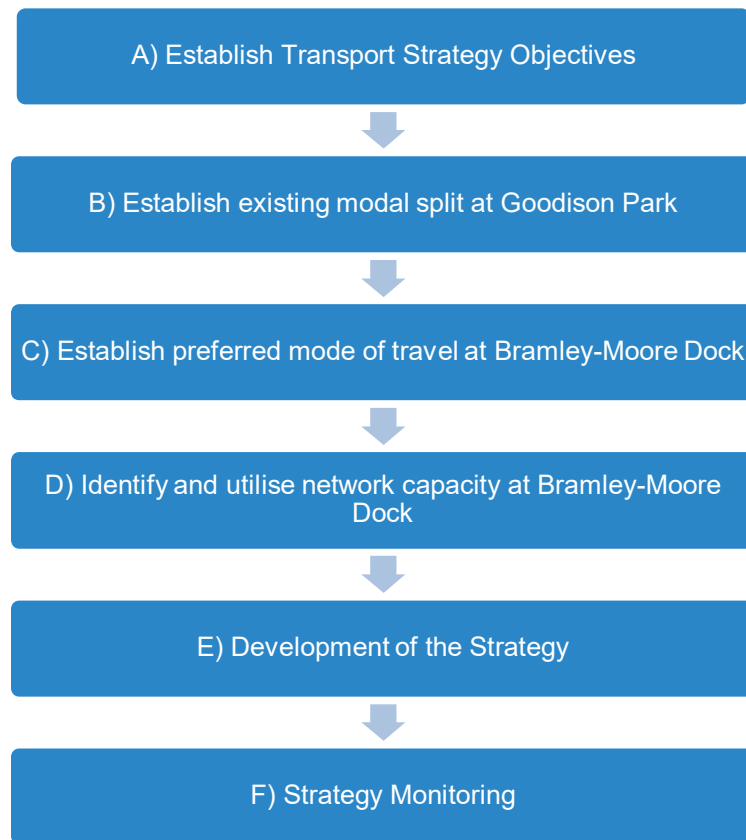 A) Establish Transport Strategy Objectives
B) Establish existing modal split at Goodison Park
C) Establish preferred mode of travel at Bramley-Moore Dock
D) Identify and utilise network capacity at Bramley-Moore
Dock
E) Development of the Strategy
F) Strategy Monitoring